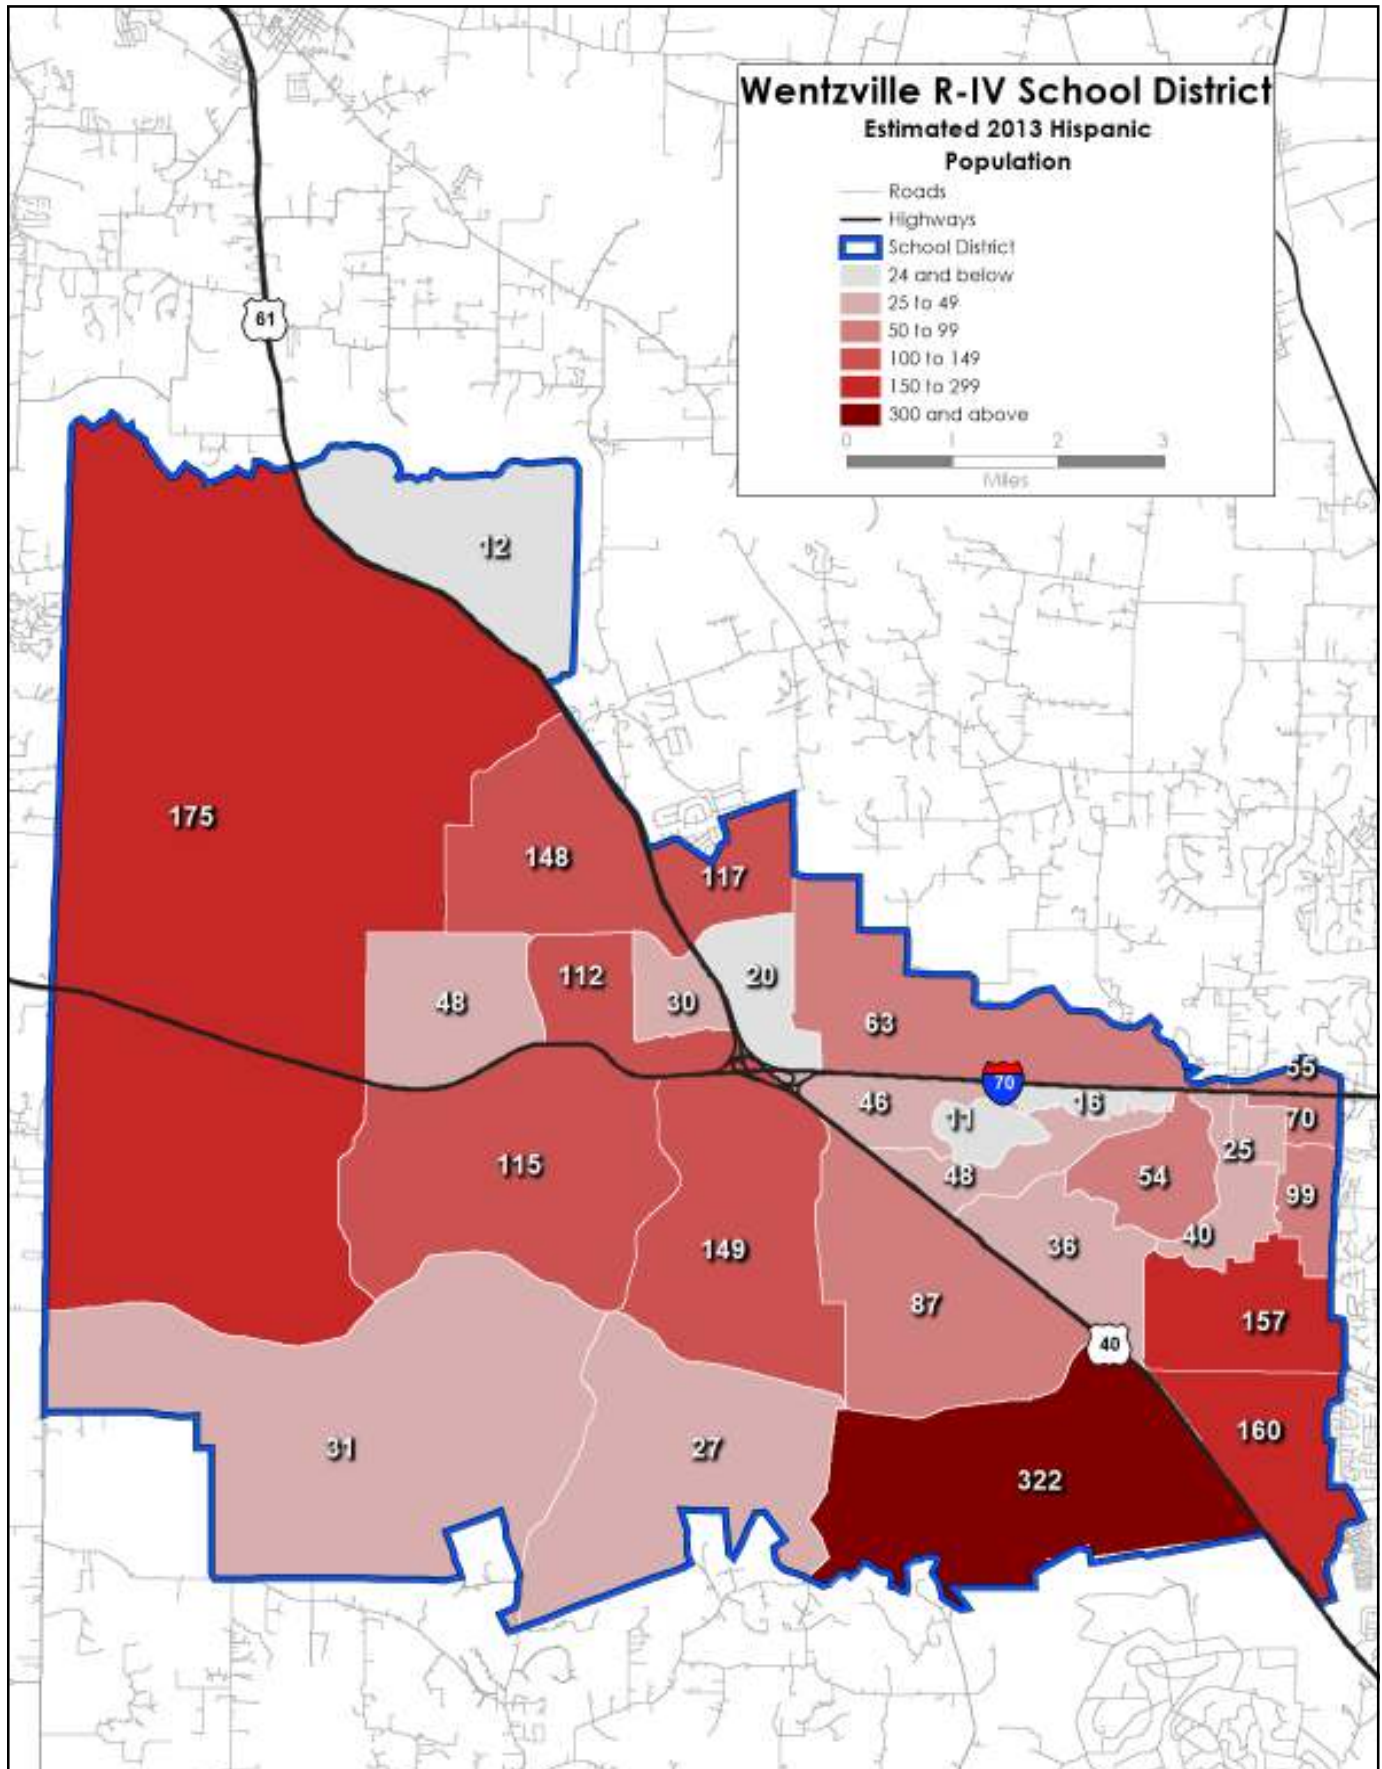 Wentzville R-IV School District
Estimated 2013 Hispanic
Population
Roads
Highways
School District
24 and below
25 to 49
50 to 99
100 to 149
150 to 299
300 and above
0 1 2 3
Miles
61
12
175
148
117
48
112
30
20
63
55
70
46
11
16
70
25
115
48
54
99
149
36
40
87
157
40
31
27
322
160